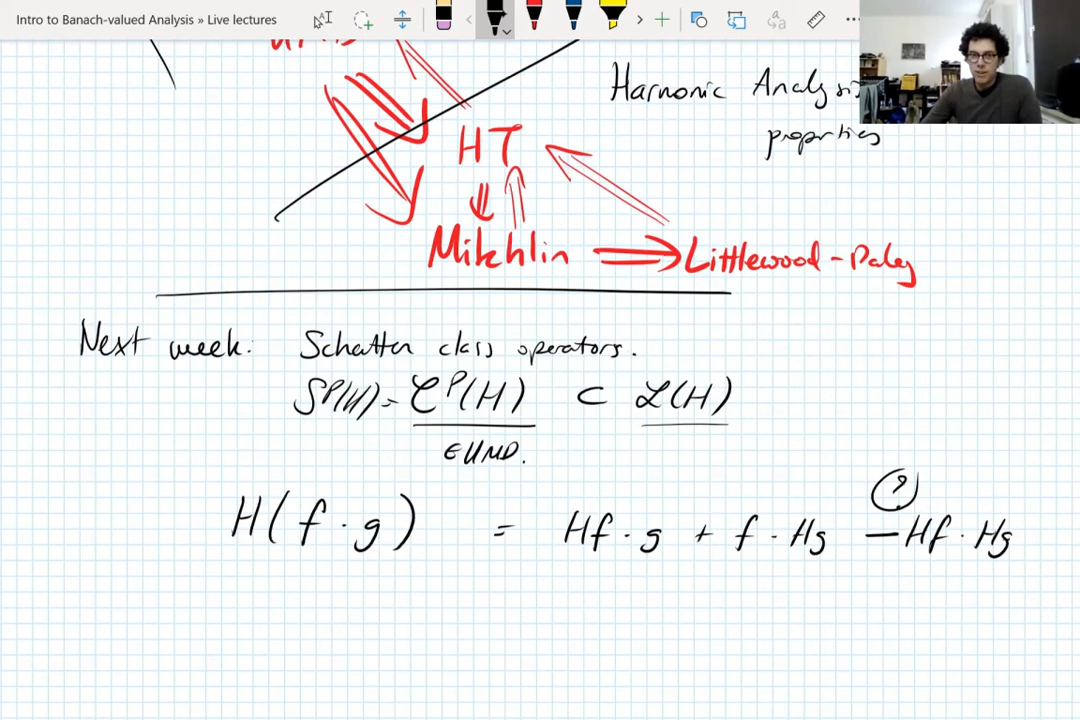 Intro to Banach-valued Analysis » Live lectures
Harmonic Analysis
properties
HT
Mikhlin ⟹ Littlewood-Paley
Next week: Schatten class operators.
S^p(H) = C^p(H) ⊂ L(H)
∈ UMD.
(?)
H(f · g) = Hf · g + f · Hg − Hf · Hg